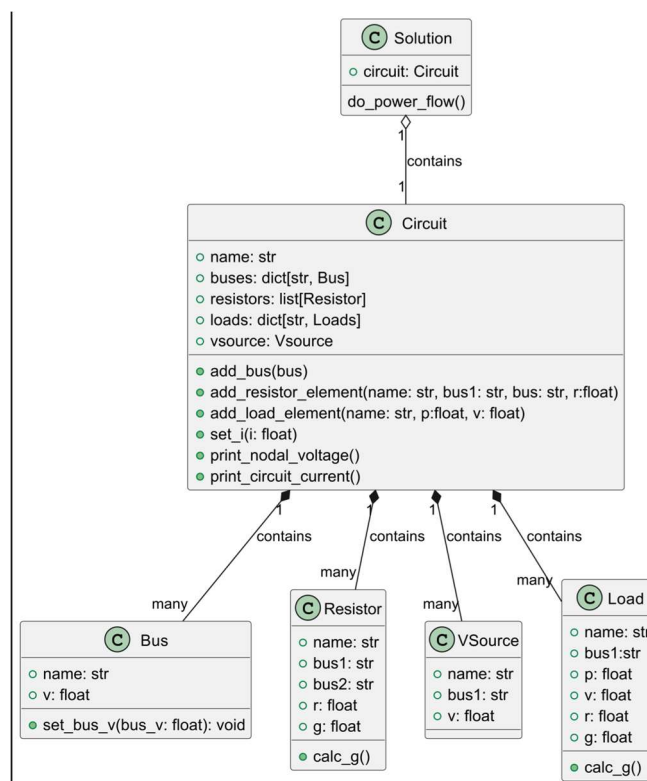 C Solution
circuit: Circuit
do_power_flow()
1
contains
1
C Circuit
name: str
buses: dict[str, Bus]
resistors: list[Resistor]
loads: dict[str, Loads]
vsource: Vsource
add_bus(bus)
add_resistor_element(name: str, bus1: str, bus: str, r:float)
add_load_element(name: str, p:float, v: float)
set_i(i: float)
print_nodal_voltage()
print_circuit_current()
1 1 1 1
contains contains contains contains
many many many many
C Bus
name: str
v: float
set_bus_v(bus_v: float): void
C Resistor
name: str
bus1: str
bus2: str
r: float
g: float
calc_g()
C VSource
name: str
bus1: str
v: float
C Load
name: str
bus1:str
p: float
v: float
r: float
g: float
calc_g()